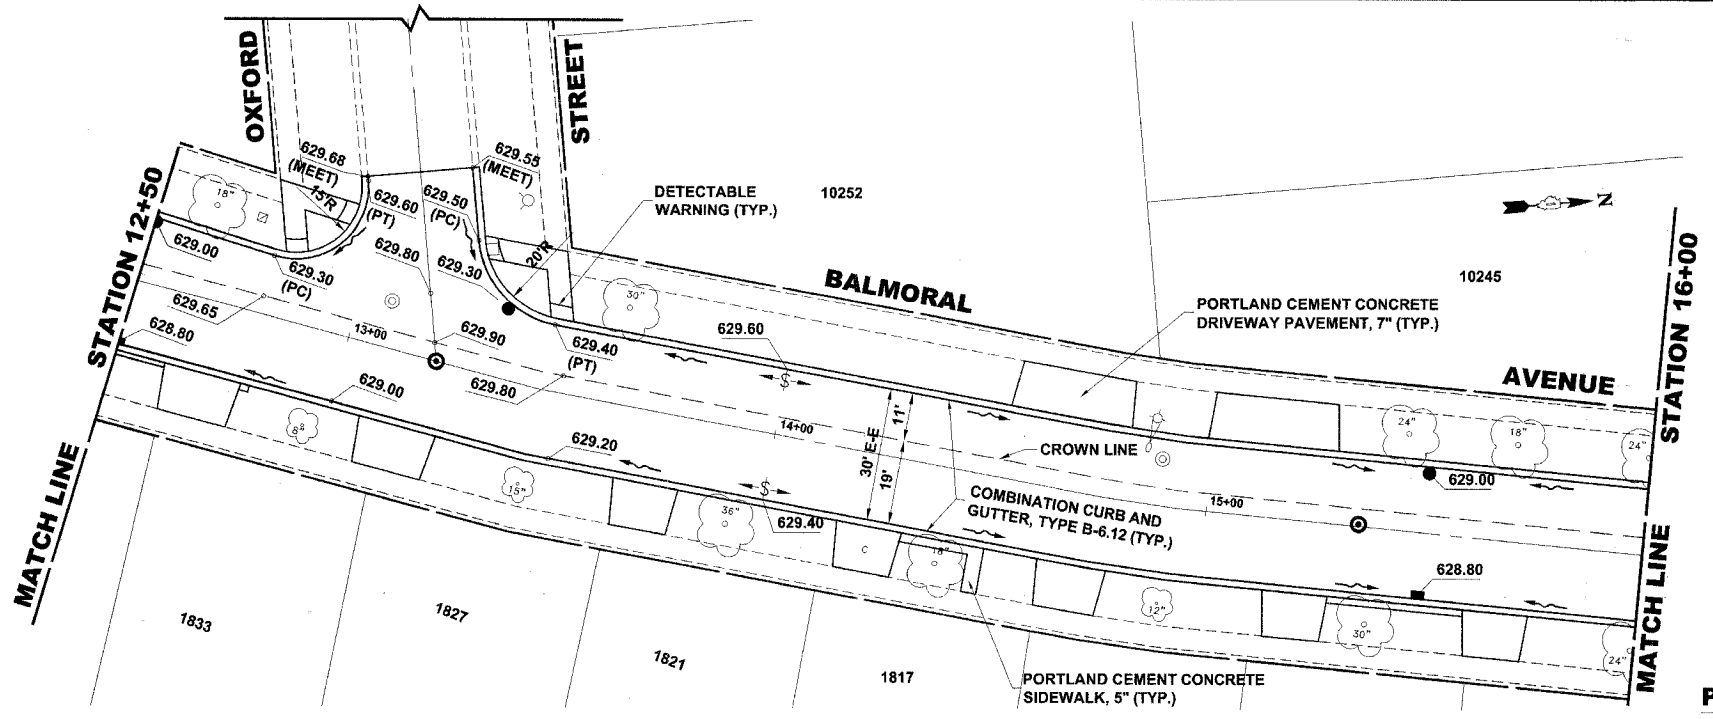 OXFORD
STREET
629.68
(MEET)
15'R
629.55
(MEET)
629.60
(PT)
629.50
(PC)
18"
STATION 12+50
629.00
629.30
(PC)
629.80
629.30
20'R
DETECTABLE
WARNING (TYP.)
10252
N
629.65
628.80
13+00
629.90
629.40
(PT)
629.80
30"
BALMORAL
629.60
10245
PORTLAND CEMENT CONCRETE
DRIVEWAY PAVEMENT, 7" (TYP.)
AVENUE
STATION 16+00
629.00
629.20
S
S
14+00
30' E-E
11'
19'
CROWN LINE
24"
18"
24"
629.00
15+00
COMBINATION CURB AND
GUTTER, TYPE B-6.12 (TYP.)
629.40
628.80
8"
15"
36"
C
18"
12"
30"
24"
MATCH LINE
MATCH LINE
1833
1827
1821
1817
PORTLAND CEMENT CONCRETE
SIDEWALK, 5" (TYP.)